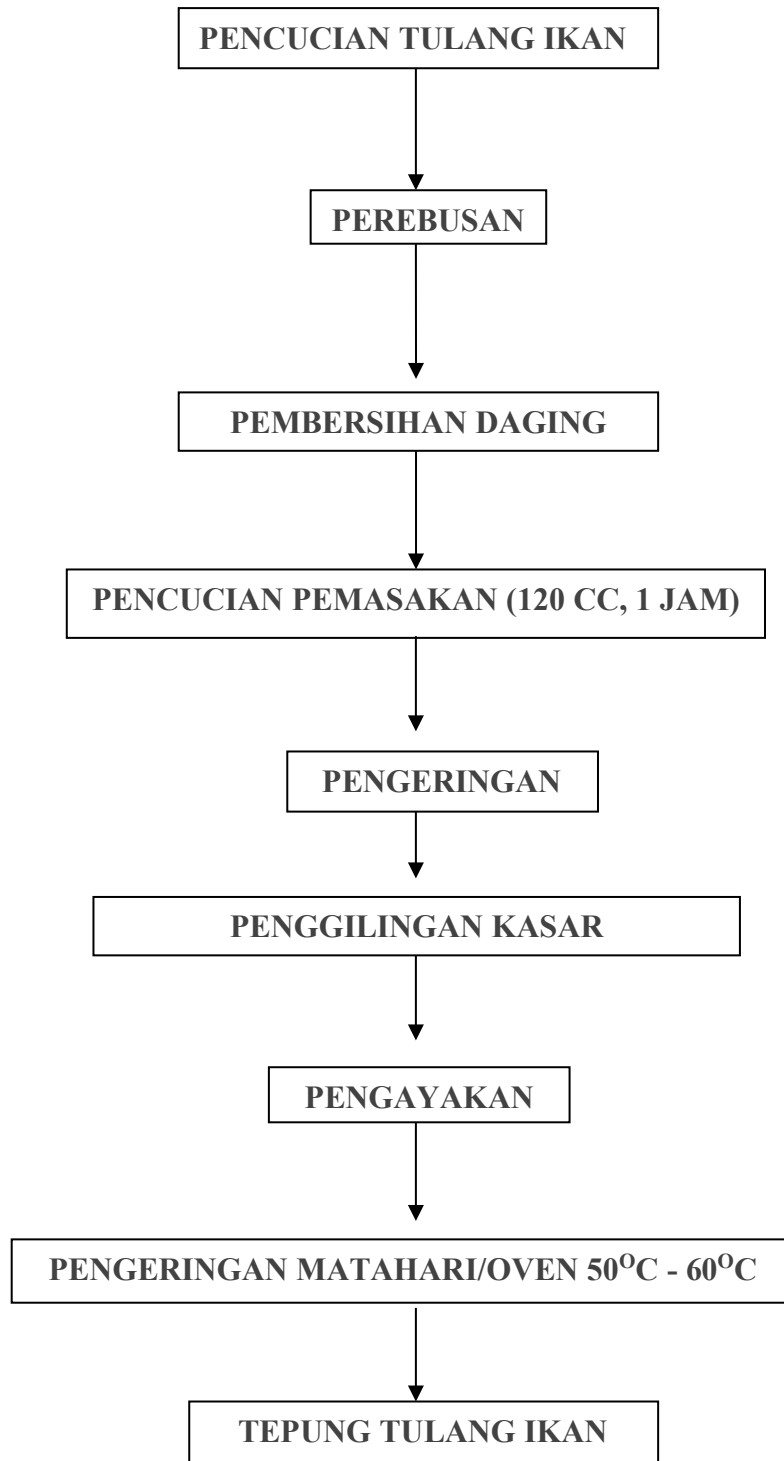 PENCUCIAN TULANG IKAN
PEREBUSAN
PEMBERSIHAN DAGING
PENCUCIAN PEMASAKAN (120 CC, 1 JAM)
PENGERINGAN
PENGGILINGAN KASAR
PENGAYAKAN
PENGERINGAN MATAHARI/OVEN 50ᴼC - 60ᴼC
TEPUNG TULANG IKAN